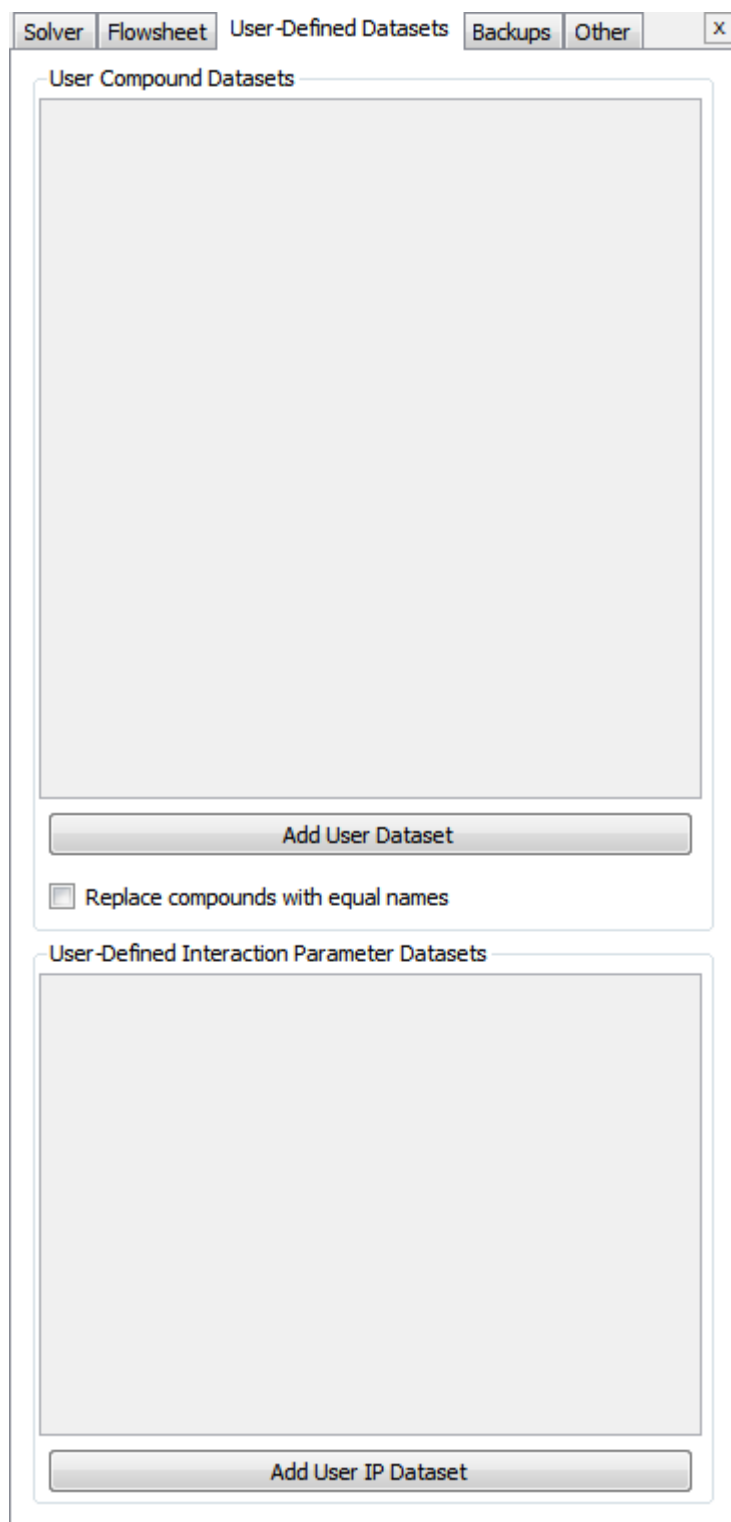 Solver Flowsheet User-Defined Datasets Backups Other x
User Compound Datasets
Add User Dataset
Replace compounds with equal names
User-Defined Interaction Parameter Datasets
Add User IP Dataset